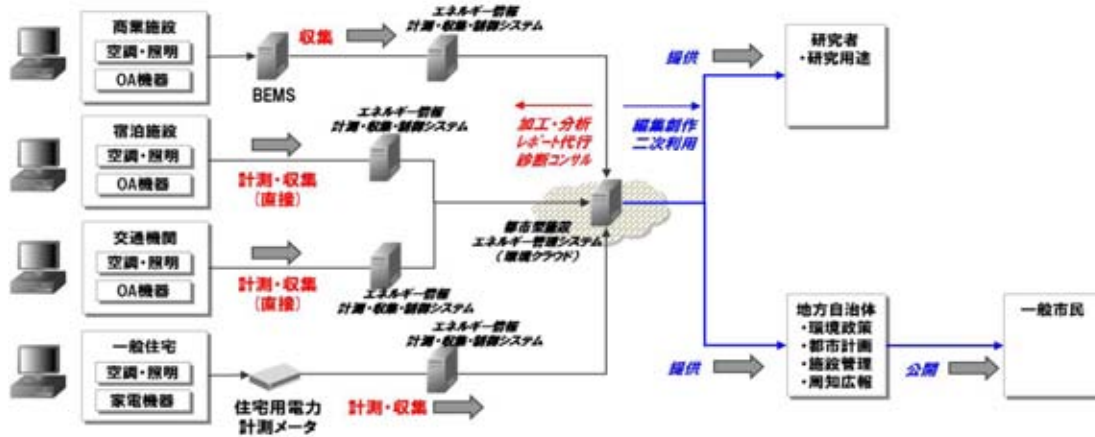 商業施設
空調・照明
OA機器
BEMS
収集
エネルギー情報
計測・収集・制御システム
宿泊施設
空調・照明
OA機器
計測・収集
(直接)
エネルギー情報
計測・収集・制御システム
交通機関
空調・照明
OA機器
計測・収集
(直接)
エネルギー情報
計測・収集・制御システム
一般住宅
空調・照明
家電機器
住宅用電力
計測メータ
計測・収集
エネルギー情報
計測・収集・制御システム
加工・分析
レポート代行
診断コンサル
編集創作
二次利用
都市型施設
エネルギー管理システム
(環境クラウド)
提供
研究者
・研究用途
提供
地方自治体
・環境政策
・都市計画
・施設管理
・周知広報
公開
一般市民